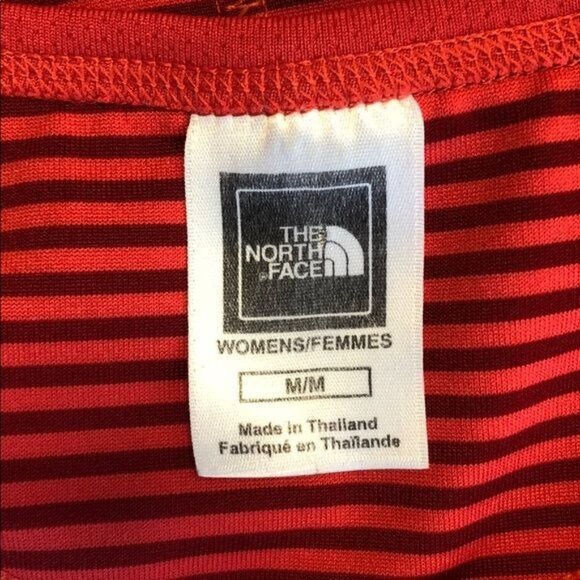 THE
NORTH
FACE
WOMENS/FEMMES
M/M
Made in Thailand
Fabriqué en Thaïlande